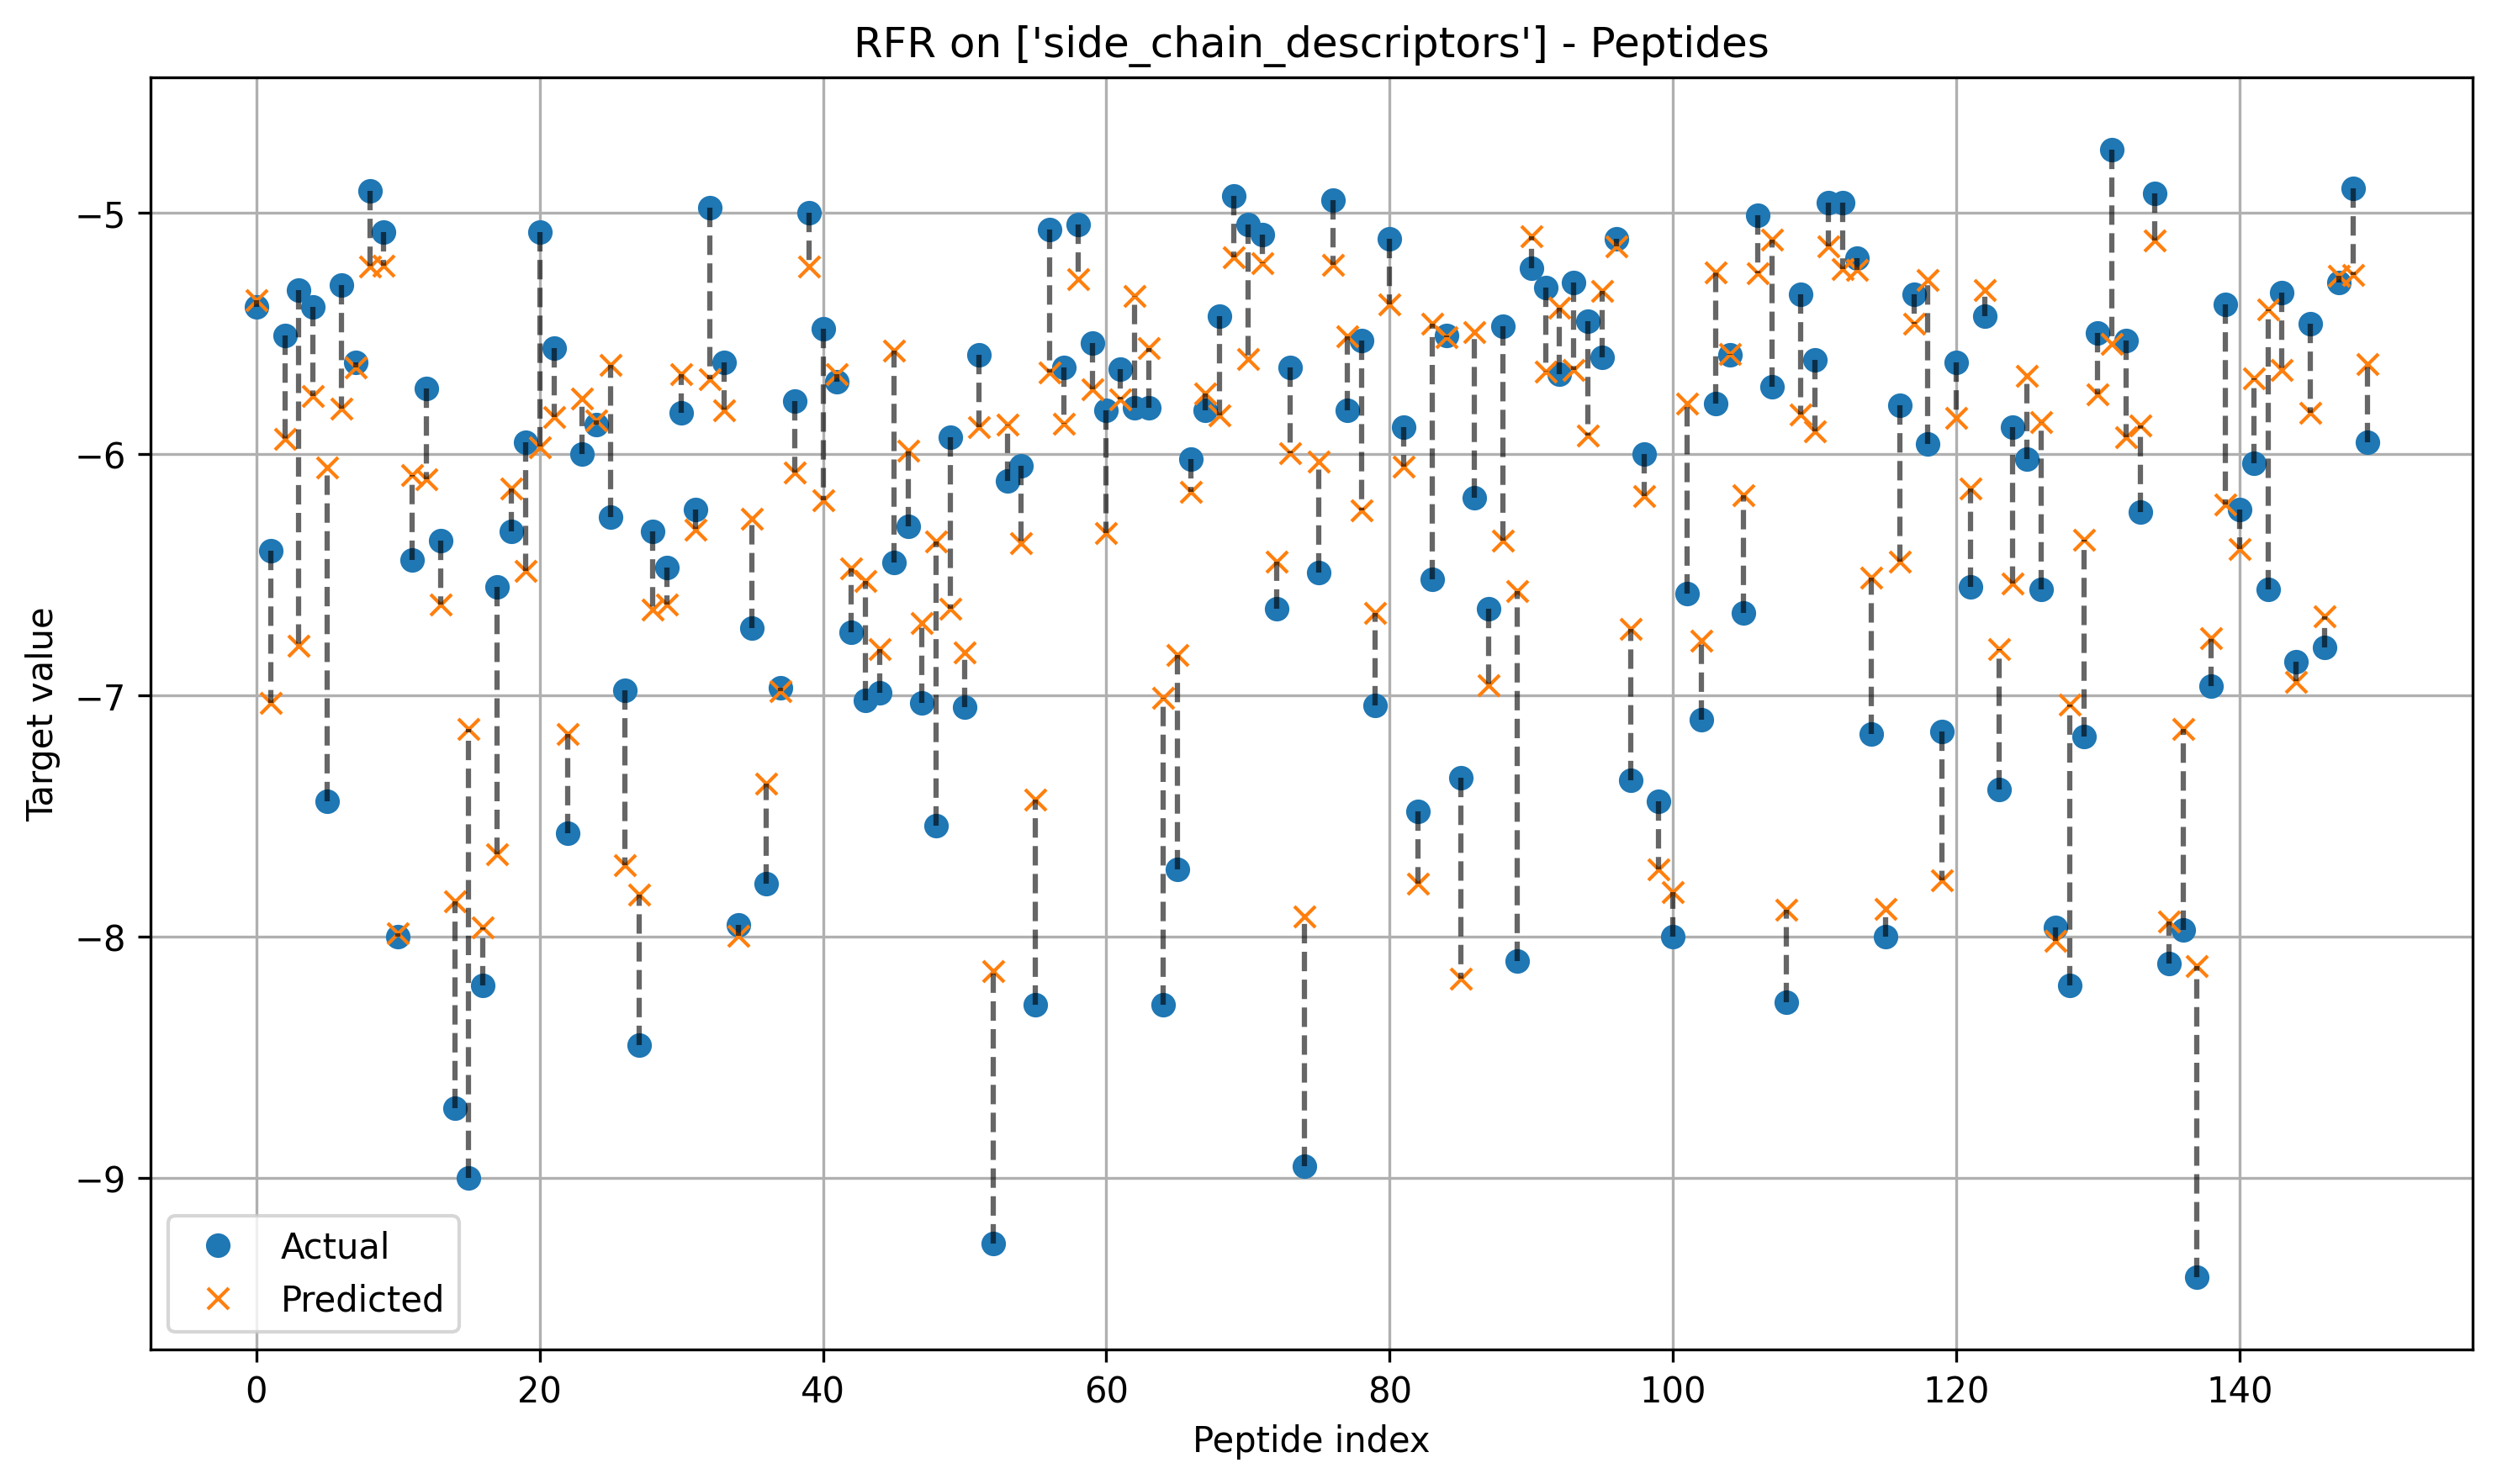 RFR on ['side_chain_descriptors'] - Peptides
Target value
−5
−6
−7
−8
−9
Actual
Predicted
0 20 40 60 80 100 120 140
Peptide index